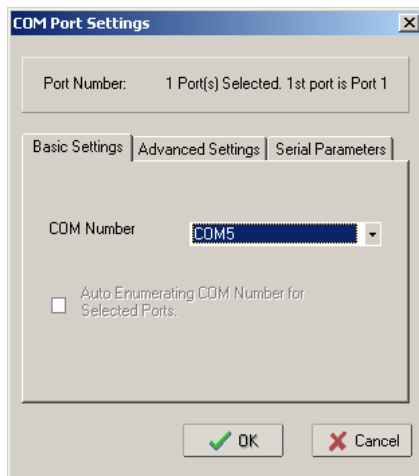 COM Port Settings
Port Number: 1 Port(s) Selected. 1st port is Port 1
Basic Settings Advanced Settings Serial Parameters
COM Number COM5
Auto Enumerating COM Number for
Selected Ports.
OK Cancel